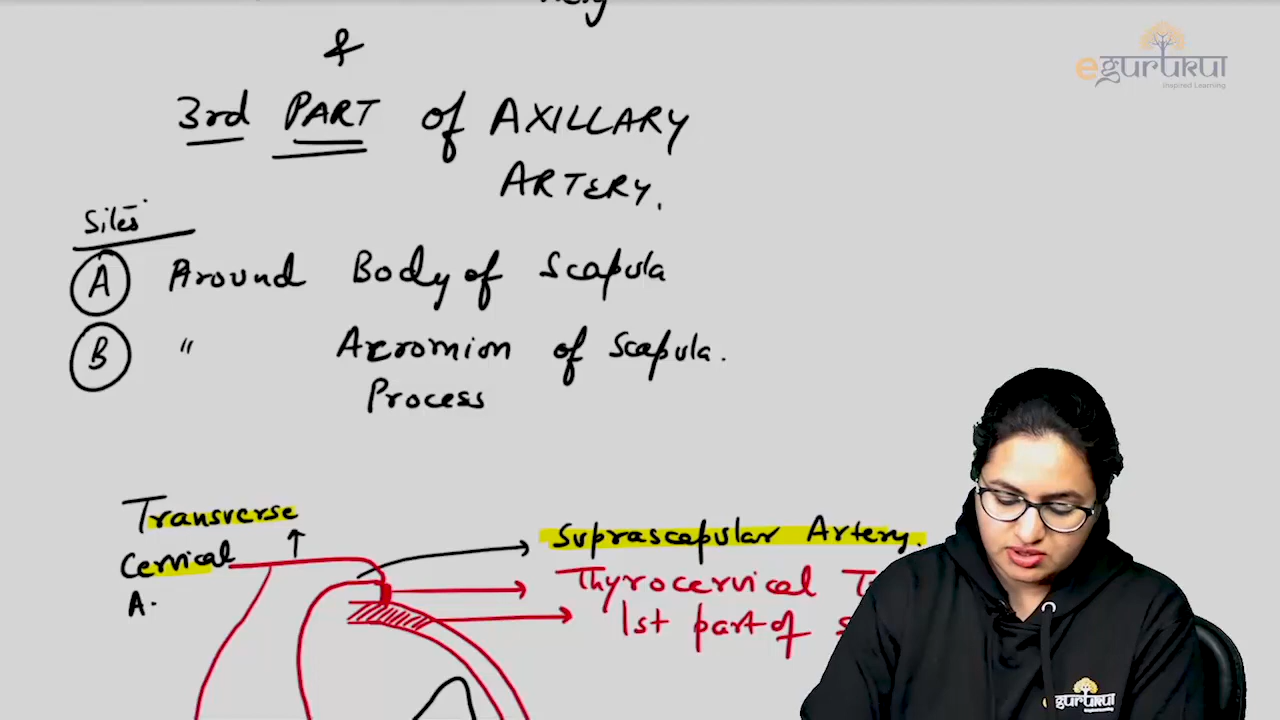 &
3rd PART of AXILLARY
ARTERY.
Sites
A Around Body of Scapula
B " Acromion of Scapula.
Process
Transverse
Cervical
A.
Suprascapular Artery.
Thyrocervical T
1st part of s
egurukul
Inspired Learning
egurukul